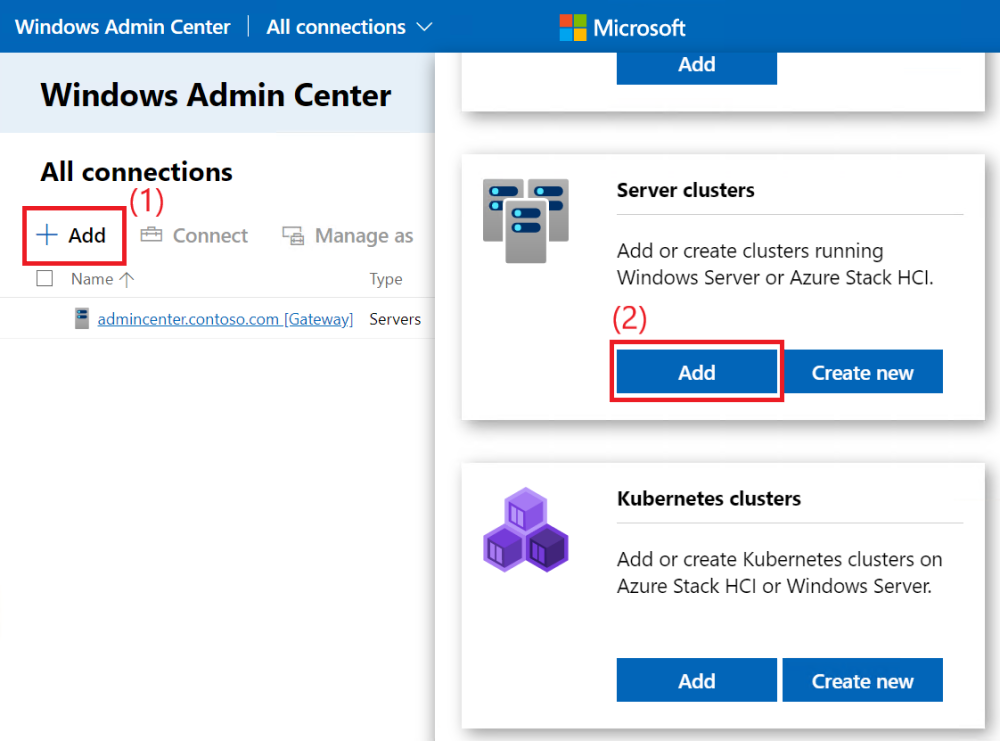 Windows Admin Center | All connections
Microsoft
Windows Admin Center
All connections
(1)
Add
Connect
Manage as
Name
Type
admincenter.contoso.com [Gateway]
Servers
Add
Server clusters
Add or create clusters running
Windows Server or Azure Stack HCI.
(2)
Add
Create new
Kubernetes clusters
Add or create Kubernetes clusters on
Azure Stack HCI or Windows Server.
Add
Create new